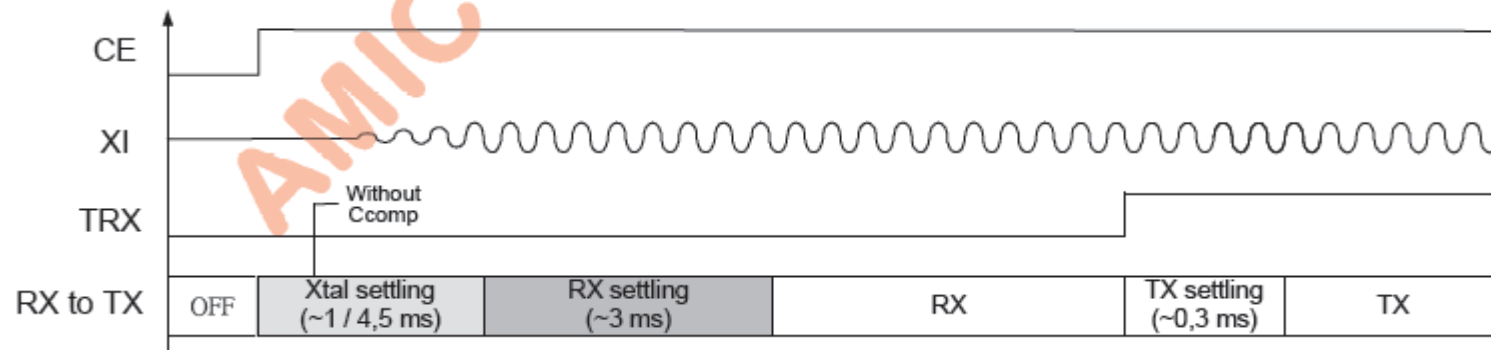 AMIC
CE
XI
Without
Ccomp
TRX
RX to TX
OFF
Xtal settling
(~1 / 4,5 ms)
RX settling
(~3 ms)
RX
TX settling
(~0,3 ms)
TX